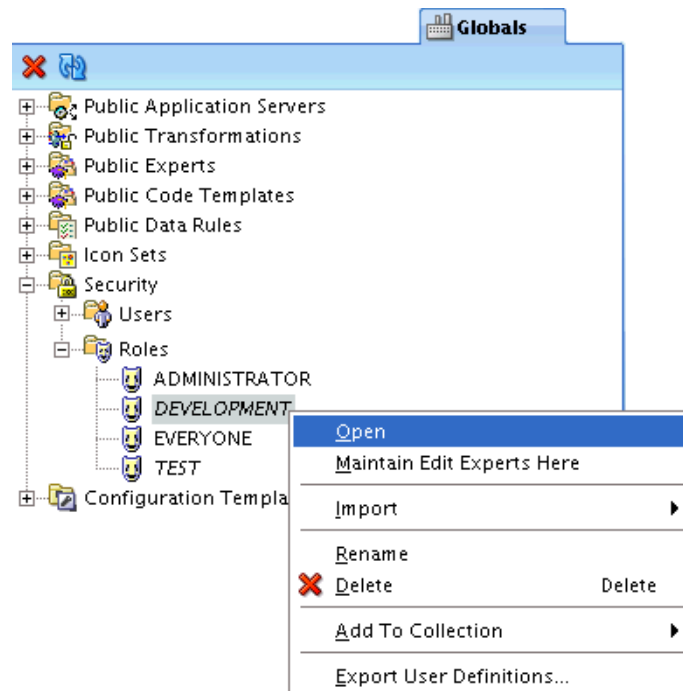 Globals
Public Application Servers
Public Transformations
Public Experts
Public Code Templates
Public Data Rules
Icon Sets
Security
Users
Roles
ADMINISTRATOR
DEVELOPMENT
EVERYONE
TEST
Configuration Templa
Open
Maintain Edit Experts Here
Import
Rename
Delete Delete
Add To Collection
Export User Definitions...